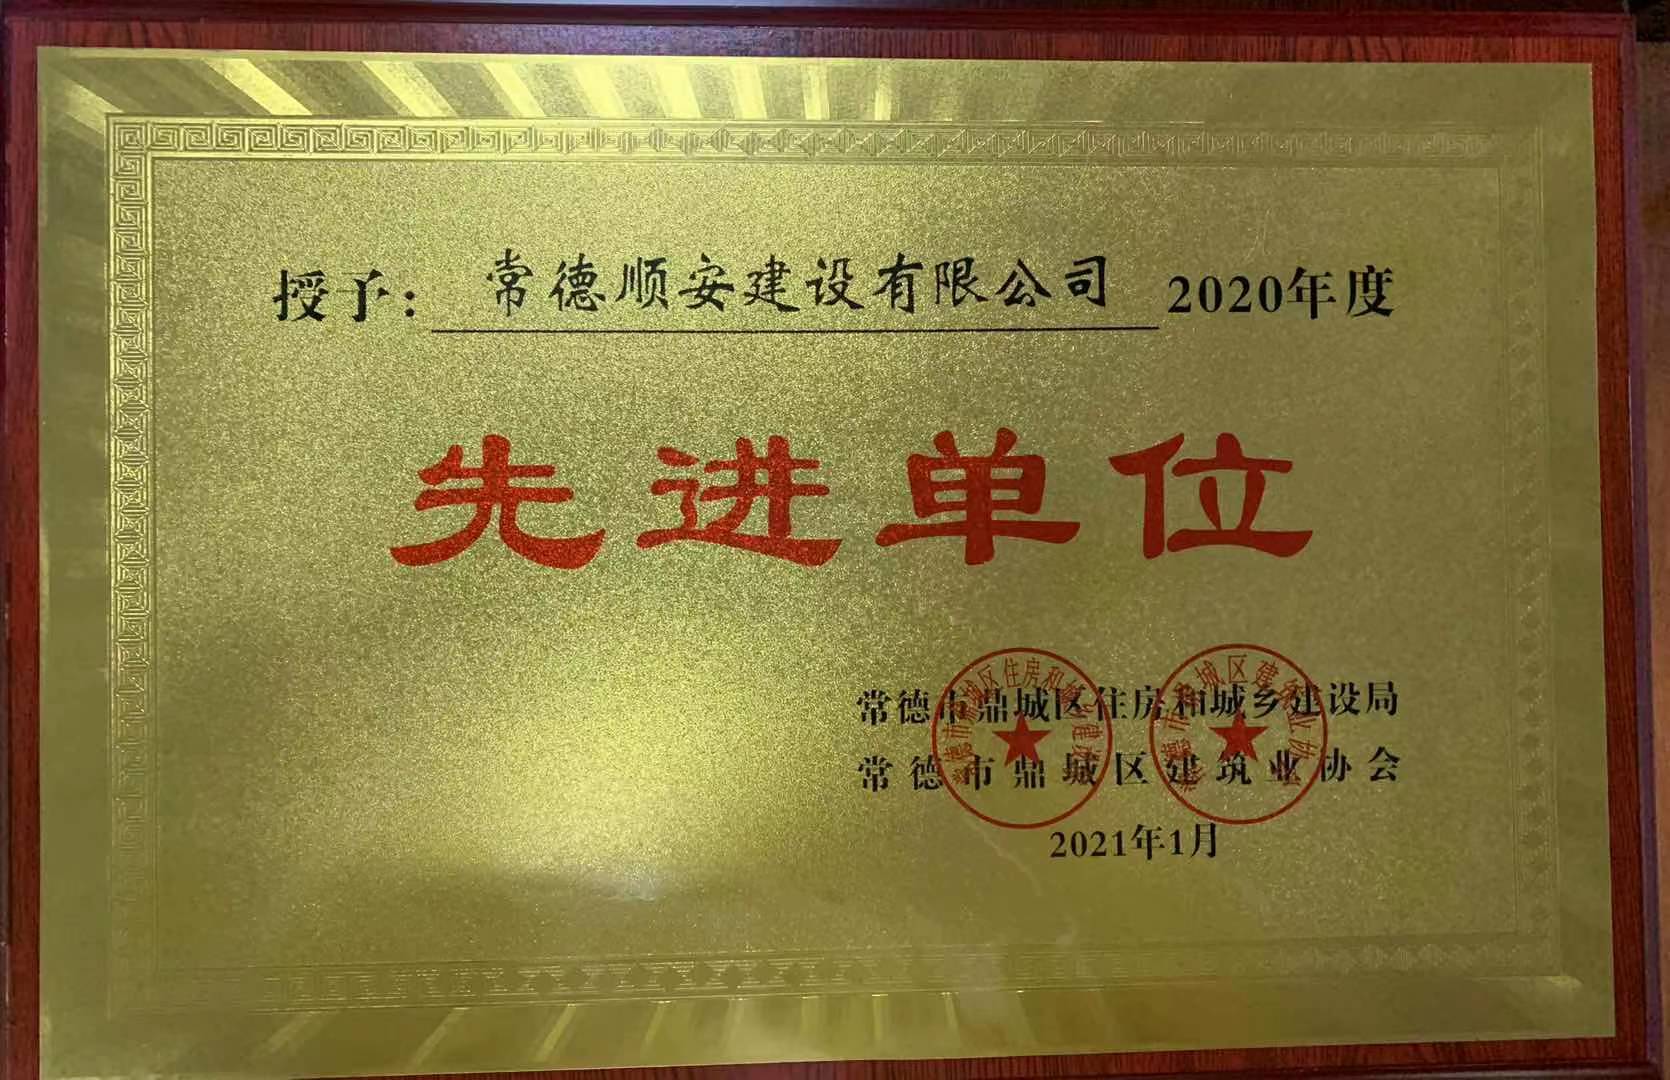 授予：常德顺安建设有限公司2020年度
先进单位
常德市鼎城区住房和城乡建设局
常德市鼎城区建筑业协会
2021年1月